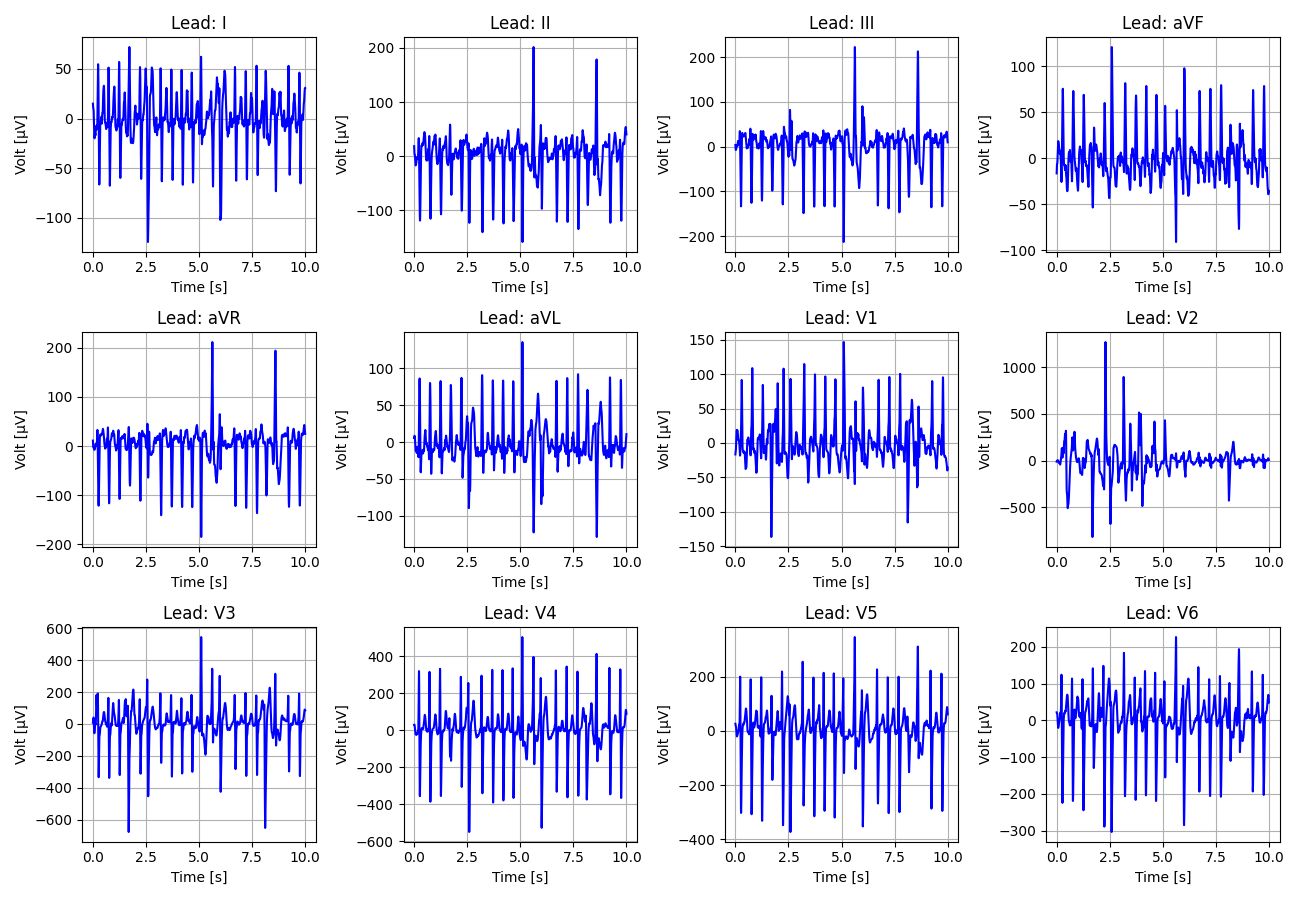 Lead: I Lead: II Lead: III Lead: aVF
Volt [µV] Volt [µV] Volt [µV] Volt [µV]
50 0 −50 −100
200 100 0 −100
200 100 0 −100 −200
100 50 0 −50 −100
0.0 2.5 5.0 7.5 10.0 0.0 2.5 5.0 7.5 10.0 0.0 2.5 5.0 7.5 10.0 0.0 2.5 5.0 7.5 10.0
Time [s] Time [s] Time [s] Time [s]
Lead: aVR Lead: aVL Lead: V1 Lead: V2
Volt [µV] Volt [µV] Volt [µV] Volt [µV]
200 100 0 −100 −200
100 50 0 −50 −100
150 100 50 0 −50 −100 −150
1000 500 0 −500
0.0 2.5 5.0 7.5 10.0 0.0 2.5 5.0 7.5 10.0 0.0 2.5 5.0 7.5 10.0 0.0 2.5 5.0 7.5 10.0
Time [s] Time [s] Time [s] Time [s]
Lead: V3 Lead: V4 Lead: V5 Lead: V6
Volt [µV] Volt [µV] Volt [µV] Volt [µV]
600 400 200 0 −200 −400 −600
400 200 0 −200 −400 −600
200 0 −200 −400
200 100 0 −100 −200 −300
0.0 2.5 5.0 7.5 10.0 0.0 2.5 5.0 7.5 10.0 0.0 2.5 5.0 7.5 10.0 0.0 2.5 5.0 7.5 10.0
Time [s] Time [s] Time [s] Time [s]